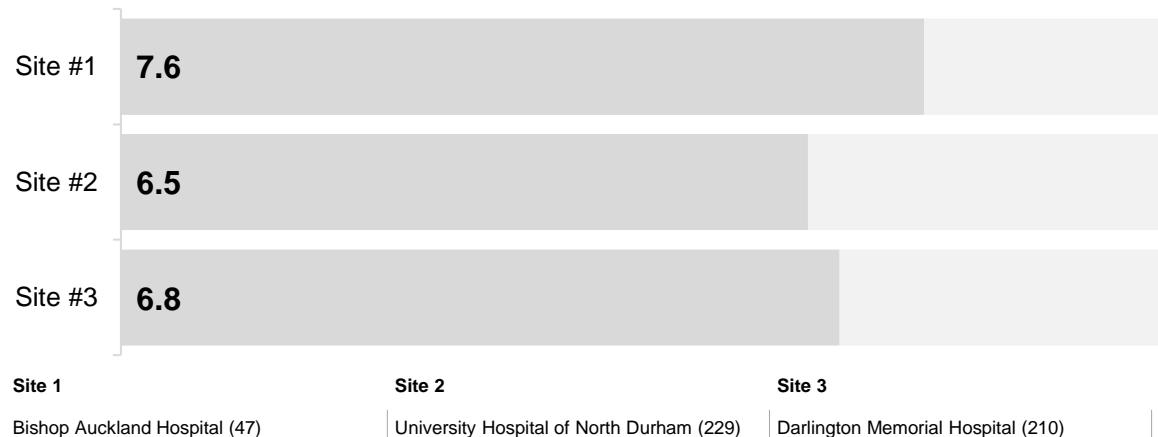 Site #1 7.6
Site #2 6.5
Site #3 6.8
Site 1 Site 2 Site 3
Bishop Auckland Hospital (47) University Hospital of North Durham (229) Darlington Memorial Hospital (210)